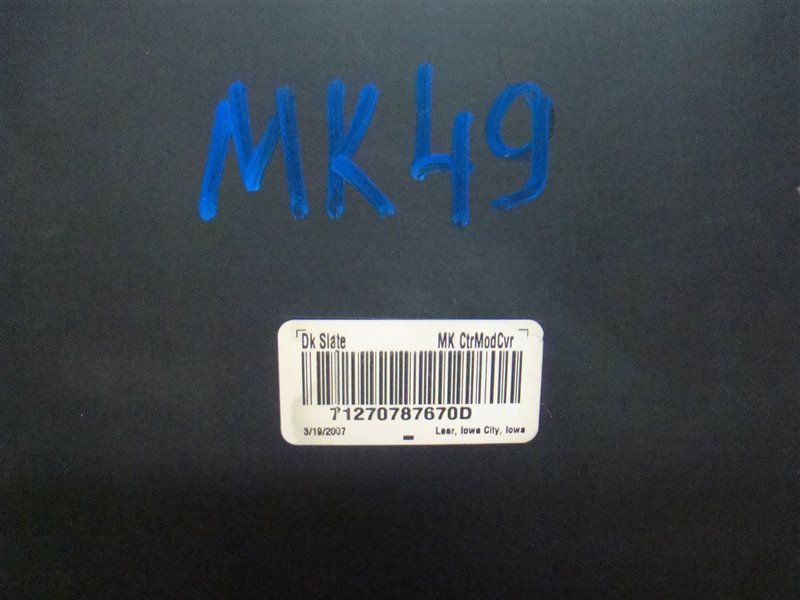 MK49
Dk Slate MK CtrModCvr
71270787670D
3/19/2007 Lear, Iowa City, Iowa